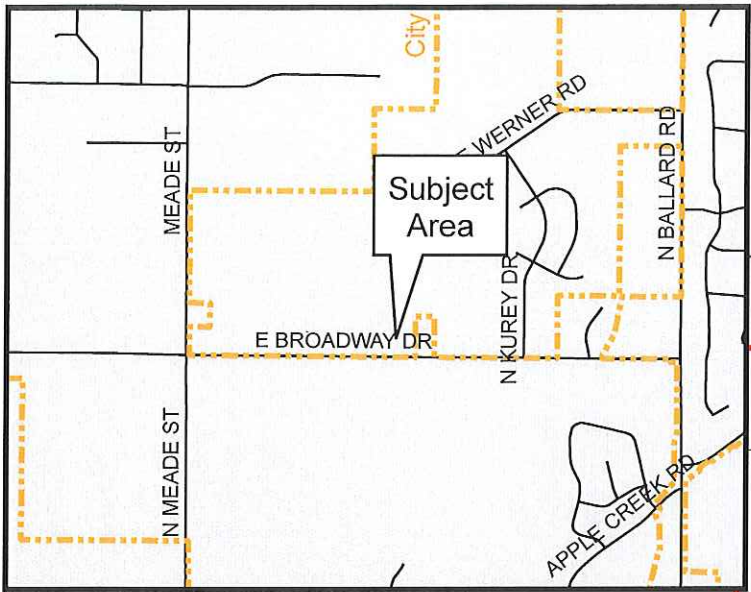 City
E WERNER RD
MEADE ST
Subject
Area
N BALLARD RD
N KUREY DR
E BROADWAY DR
N MEADE ST
APPLE CREEK RD